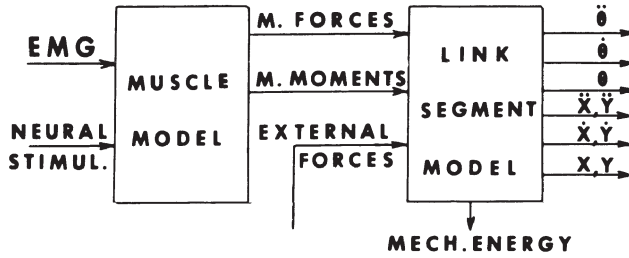 EMG
NEURAL
STIMUL.
MUSCLE
MODEL
M. FORCES
M. MOMENTS
EXTERNAL
FORCES
LINK
SEGMENT
MODEL
θ̈
θ̇
θ
Ẍ,Ÿ
Ẋ,Ẏ
X,Y
MECH. ENERGY